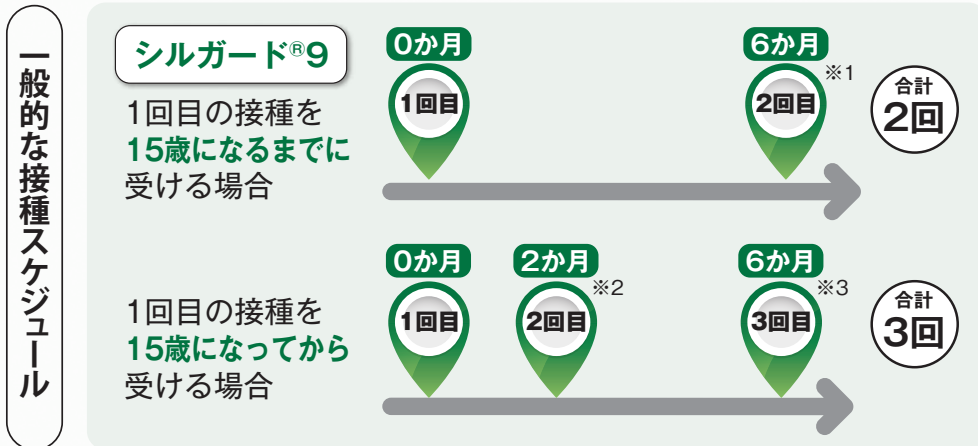 一般的な接種スケジュール
シルガード®9
1回目の接種を
15歳になるまでに
受ける場合
0か月
1回目
6か月
※1
2回目
合計
2回
1回目の接種を
15歳になってから
受ける場合
0か月
1回目
2か月
※2
2回目
6か月
※3
3回目
合計
3回